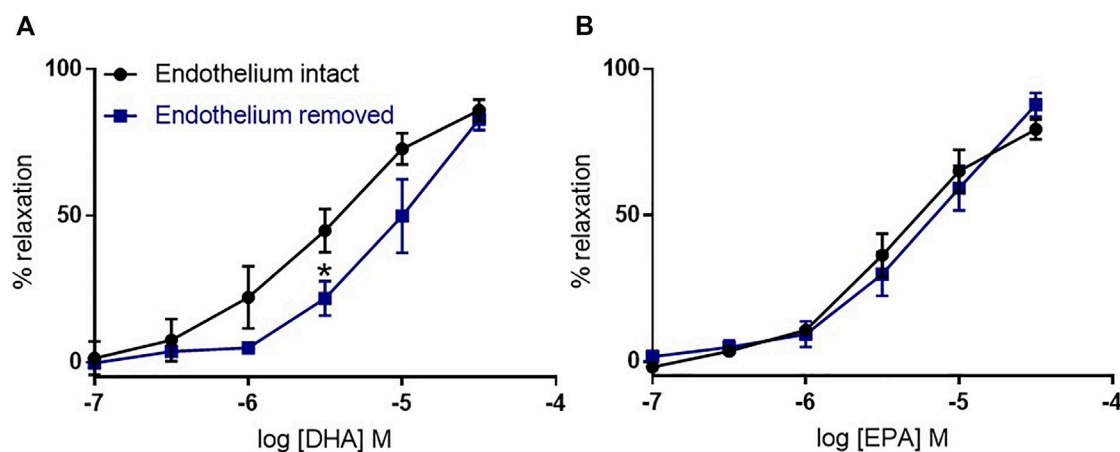 A
100
50
0
% relaxation
Endothelium intact
Endothelium removed
*
-7
-6
-5
-4
log [DHA] M
B
100
50
0
% relaxation
-7
-6
-5
-4
log [EPA] M